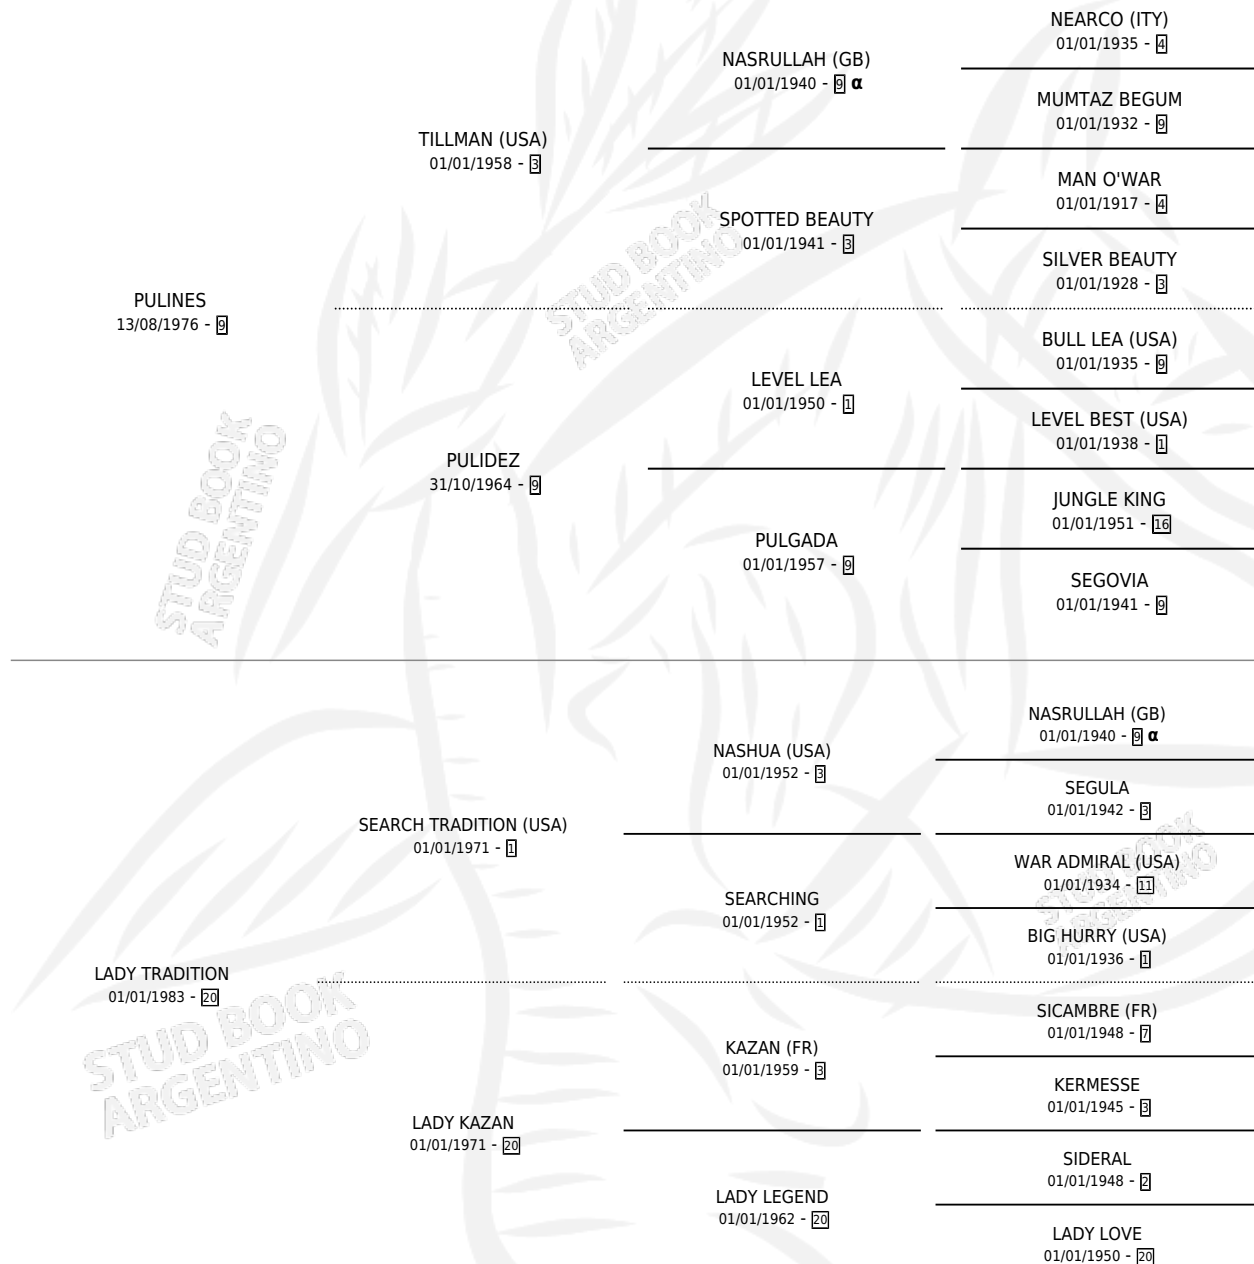 NEARCO (ITY)
01/01/1935 - 4
NASRULLAH (GB)
01/01/1940 - 9 α
MUMTAZ BEGUM
01/01/1932 - 9
TILLMAN (USA)
01/01/1958 - 3
MAN O'WAR
01/01/1917 - 4
SPOTTED BEAUTY
01/01/1941 - 3
SILVER BEAUTY
01/01/1928 - 3
STUD BOOK
ARGENTINO
PULINES
13/08/1976 - 9
BULL LEA (USA)
01/01/1935 - 9
LEVEL LEA
01/01/1950 - 1
LEVEL BEST (USA)
01/01/1938 - 1
PULIDEZ
31/10/1964 - 9
JUNGLE KING
01/01/1951 - 16
PULGADA
01/01/1957 - 9
SEGOVIA
01/01/1941 - 9
STUD BOOK
ARGENTINO
NASRULLAH (GB)
01/01/1940 - 9 α
NASHUA (USA)
01/01/1952 - 3
SEGULA
01/01/1942 - 3
SEARCH TRADITION (USA)
01/01/1971 - 1
WAR ADMIRAL (USA)
01/01/1934 - 11
SEARCHING
01/01/1952 - 1
BIG HURRY (USA)
01/01/1936 - 1
STUD BOOK
ARGENTINO
LADY TRADITION
01/01/1983 - 20
SICAMBRE (FR)
01/01/1948 - 7
KAZAN (FR)
01/01/1959 - 3
KERMESSE
01/01/1945 - 3
LADY KAZAN
01/01/1971 - 20
SIDERAL
01/01/1948 - 2
LADY LEGEND
01/01/1962 - 20
LADY LOVE
01/01/1950 - 20
STUD BOOK
ARGENTINO